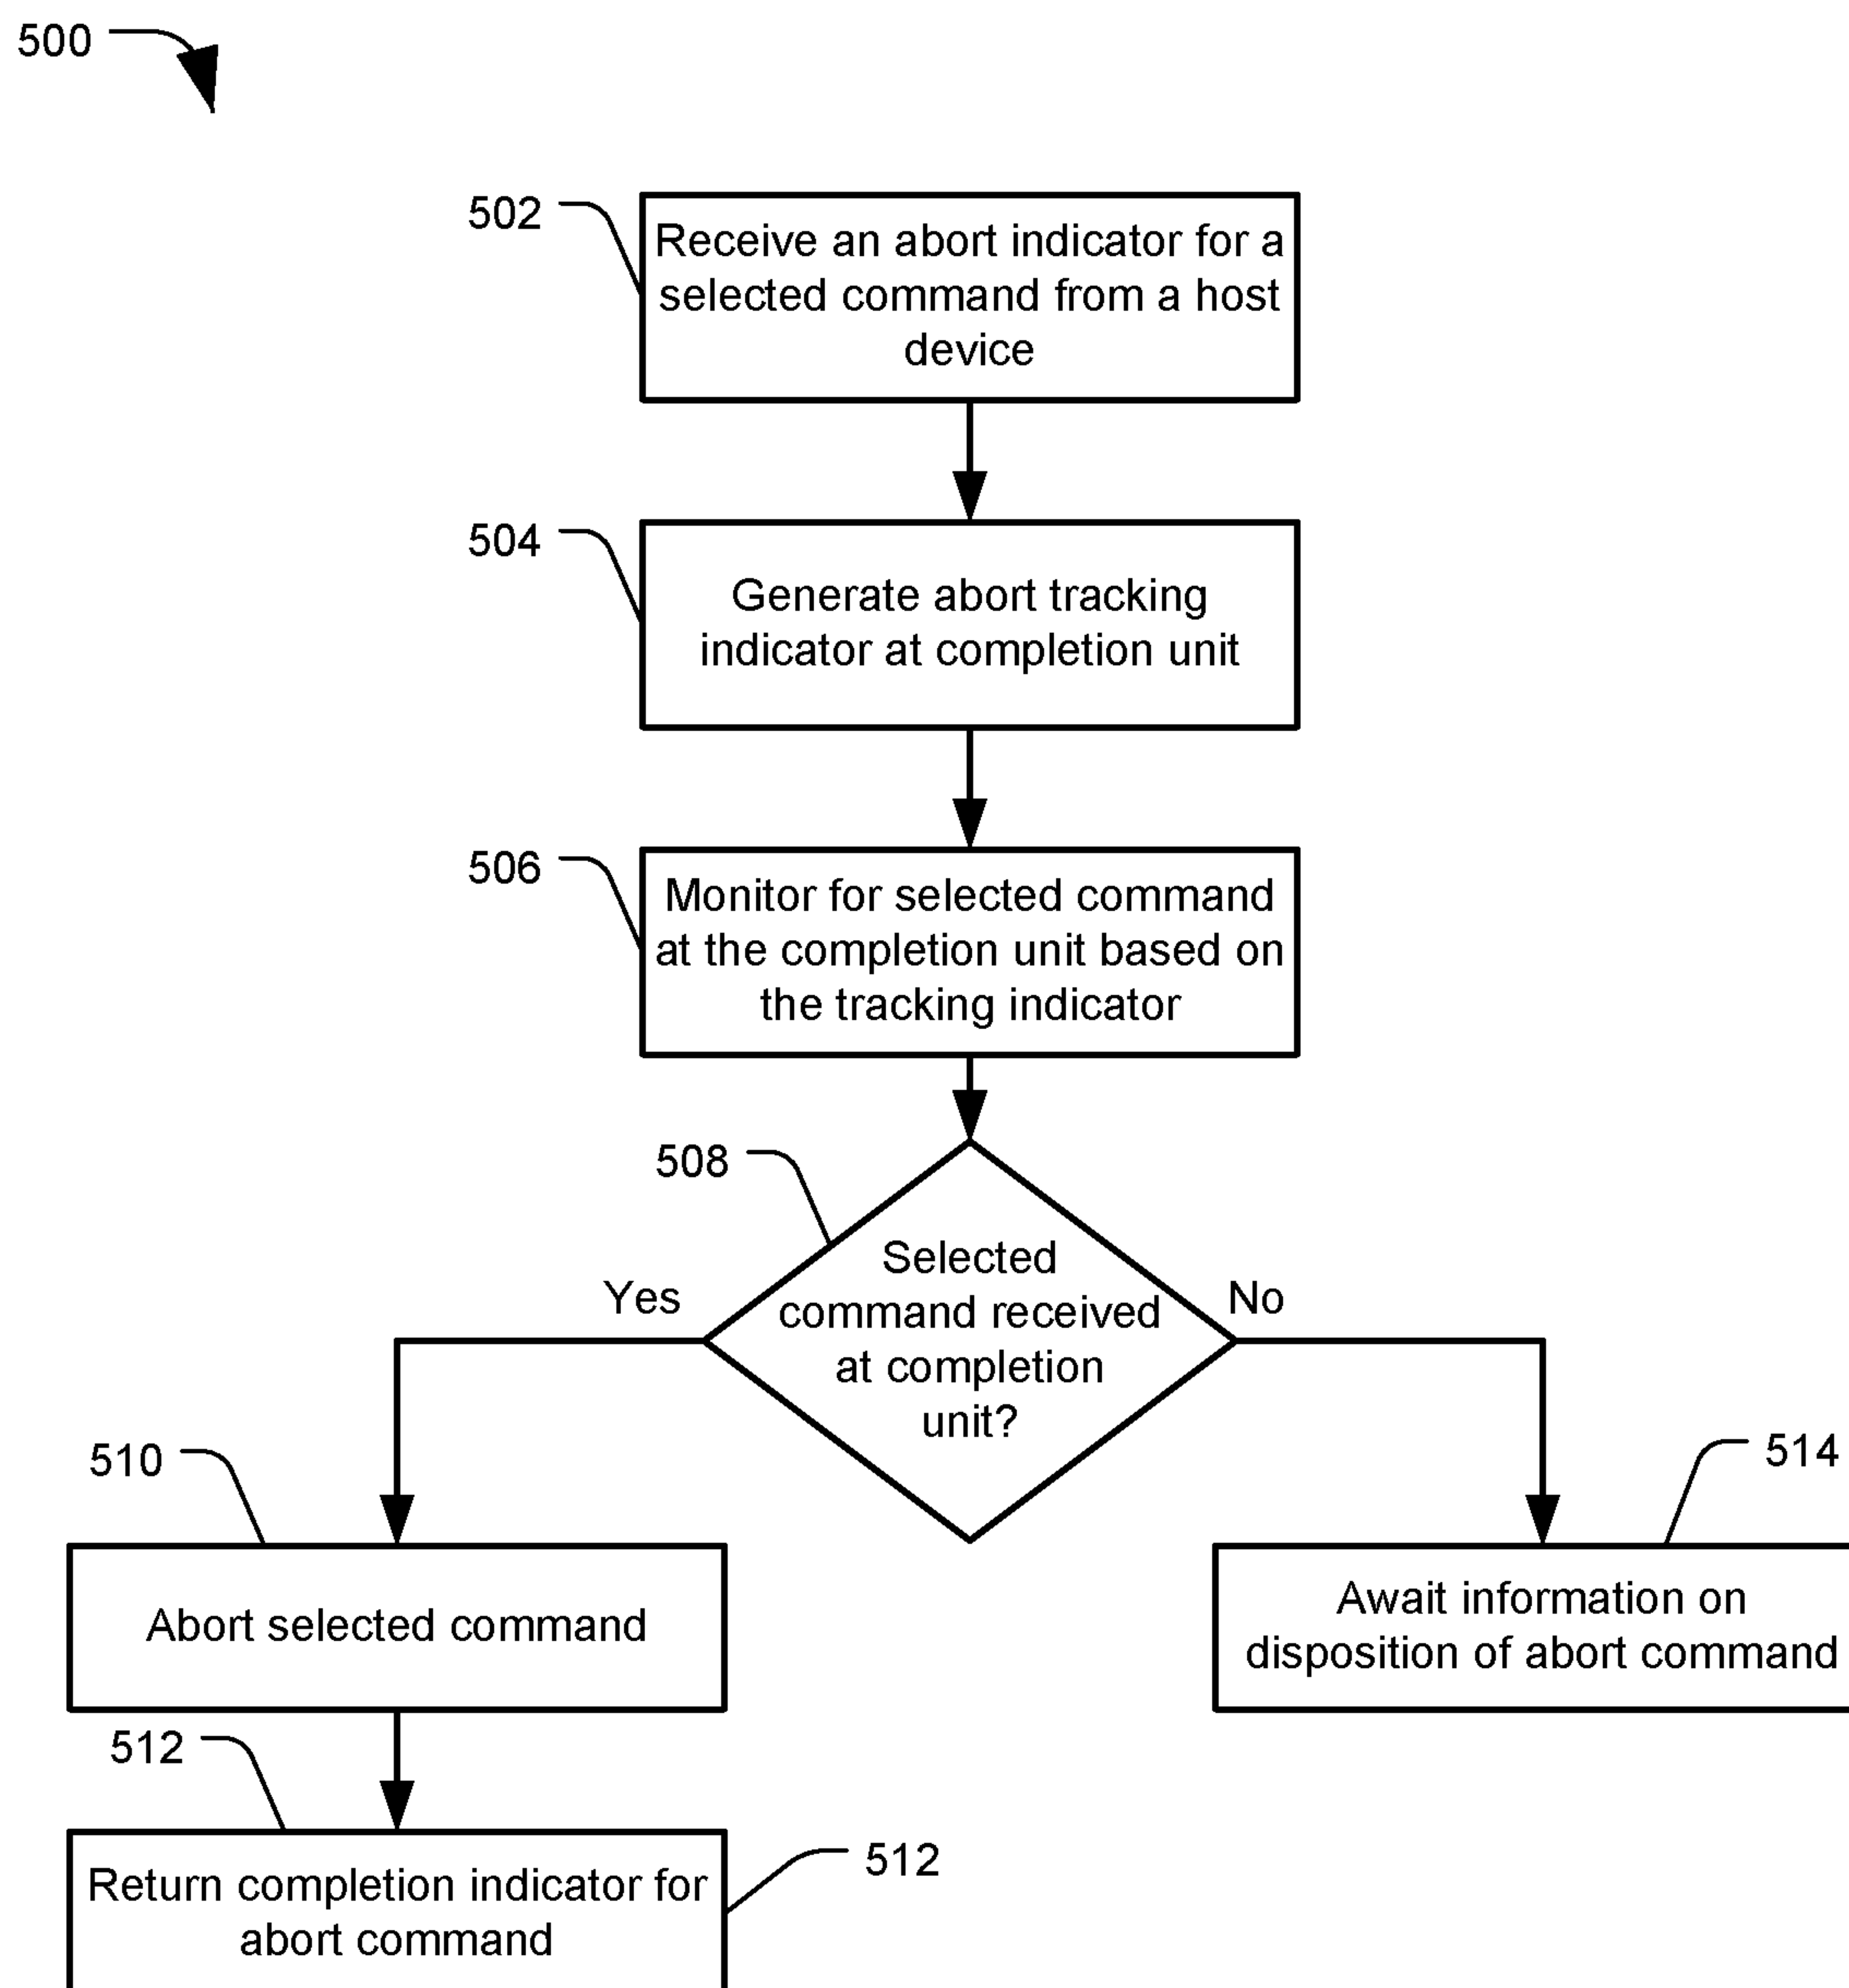 500
502
Receive an abort indicator for a
selected command from a host
device
504
Generate abort tracking
indicator at completion unit
506
Monitor for selected command
at the completion unit based on
the tracking indicator
508
Selected
command received
at completion
unit?
Yes
No
510
Abort selected command
514
Await information on
disposition of abort command
512
Return completion indicator for
abort command
512